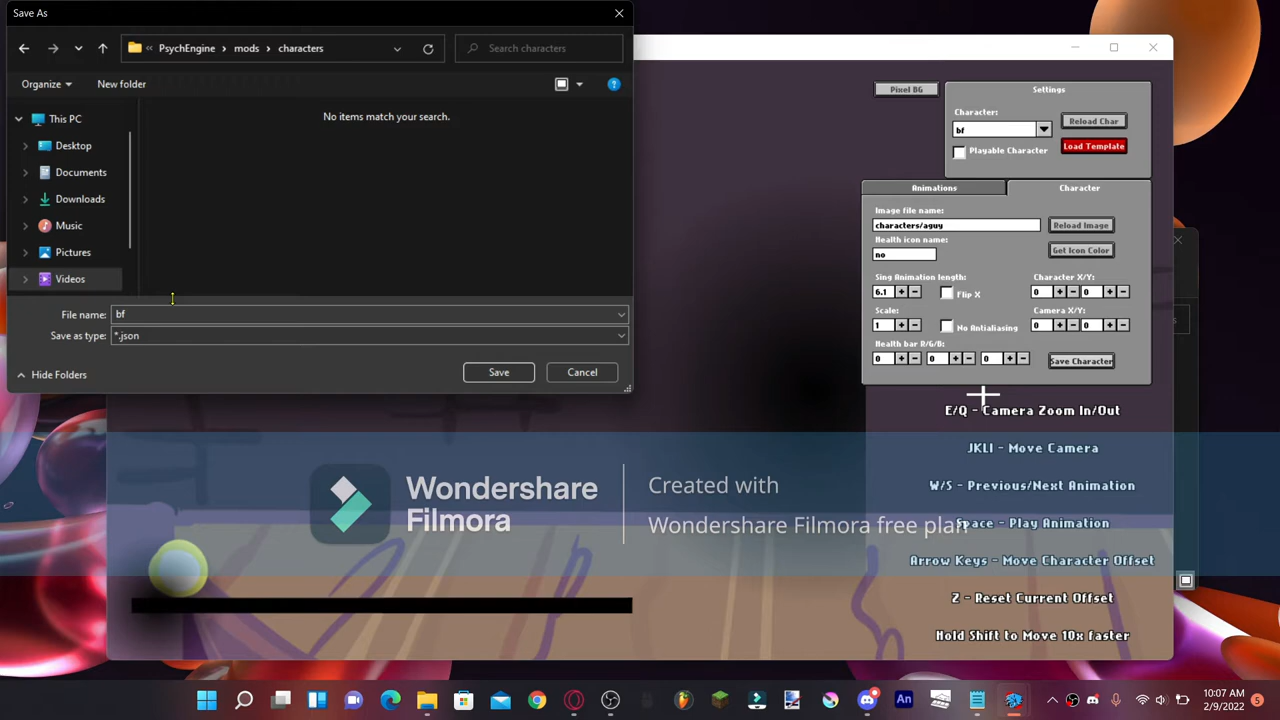 Save As
PsychEngine
mods
characters
Search characters
Organize
New folder
This PC
Desktop
Documents
Downloads
Music
Pictures
Videos
No items match your search.
File name:
bf
Save as type:
*.json
Hide Folders
Save
Cancel
Pixel BG
Settings
Character:
bf
Reload Char
Playable Character
Load Template
Animations
Character
Image file name:
characters/aguy
Reload Image
Health icon name:
no
Get Icon Color
Sing Animation length:
6.1
Flip X
Character X/Y:
0
0
Scale:
1
No Antialiasing
Camera X/Y:
0
0
Health bar R/G/B:
0
0
0
Save Character
E/Q - Camera Zoom In/Out
JKLI - Move Camera
W/S - Previous/Next Animation
Space - Play Animation
Arrow Keys - Move Character Offset
Z - Reset Current Offset
Hold Shift to Move 10x faster
Wondershare
Filmora
Created with
Wondershare Filmora free plan
An
10:07 AM
2/9/2022
5